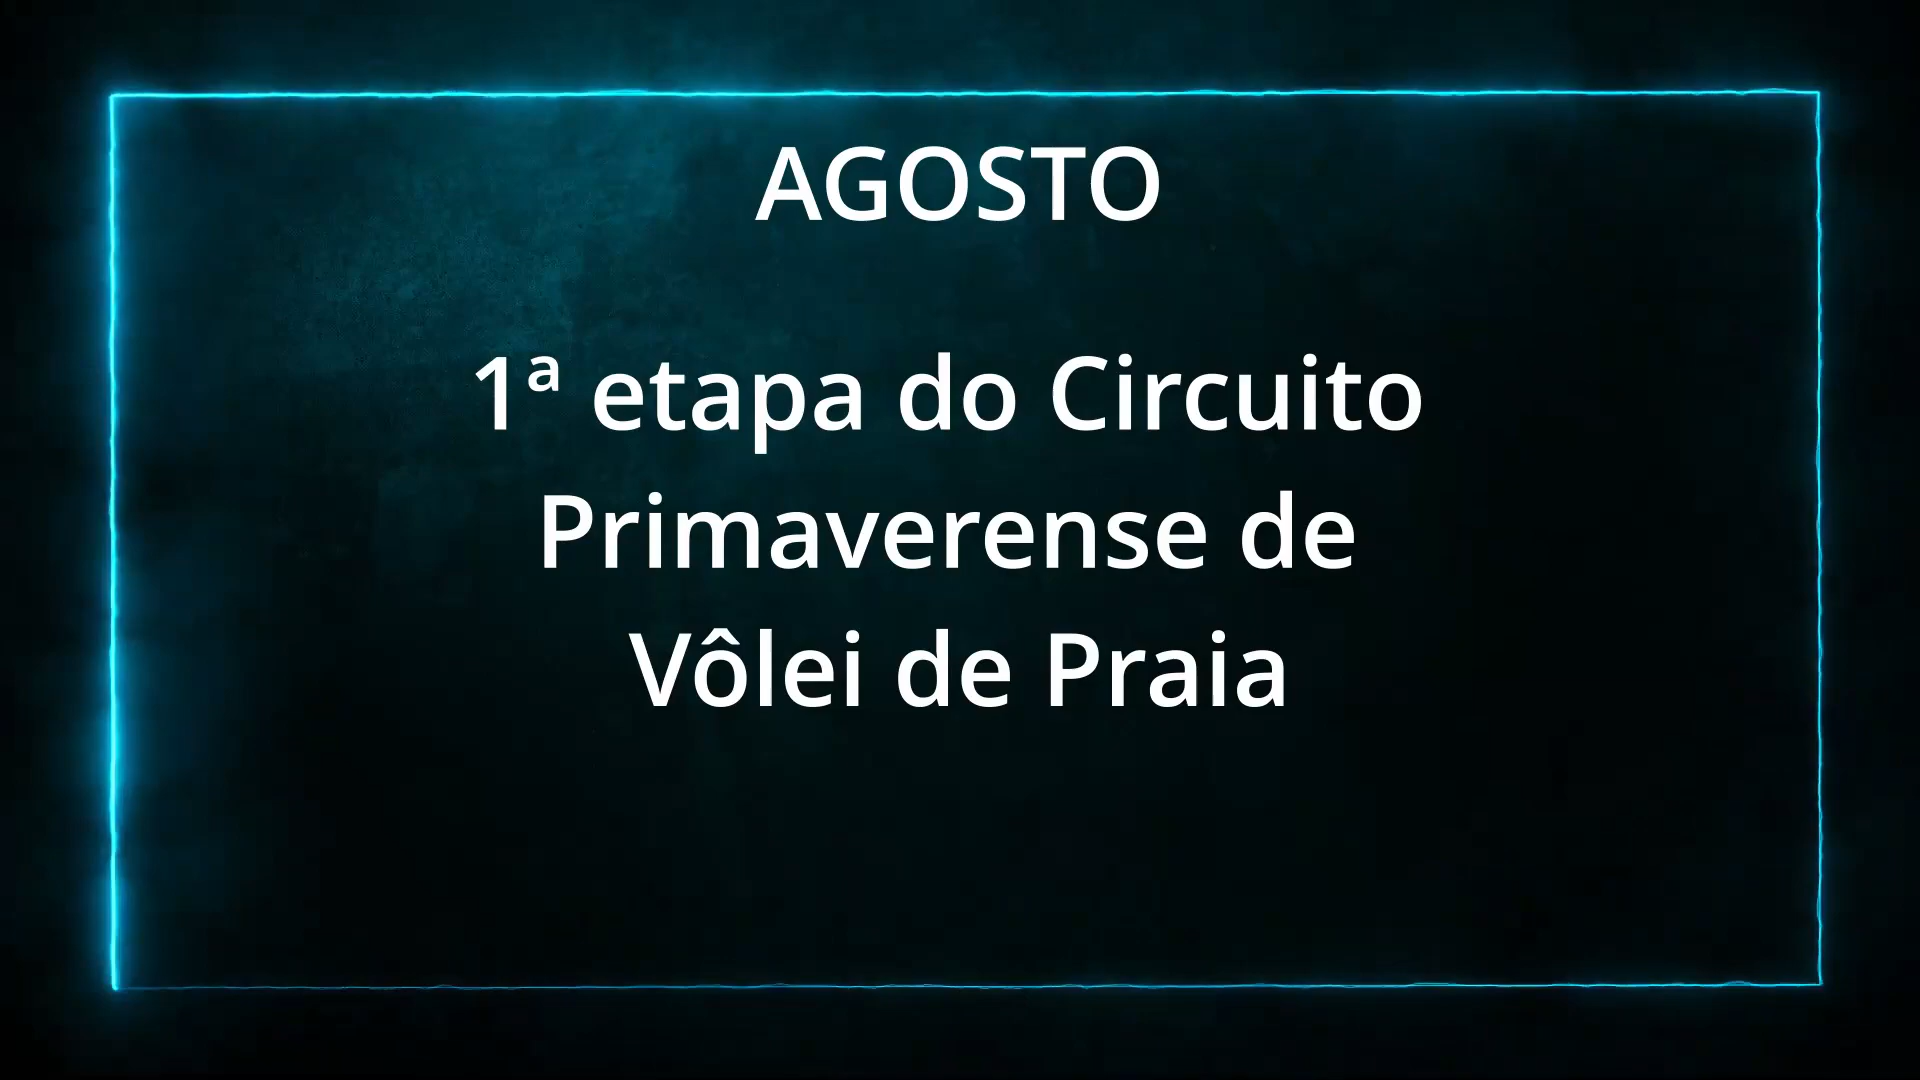 AGOSTO
1ª etapa do Circuito
Primaverense de
Vôlei de Praia